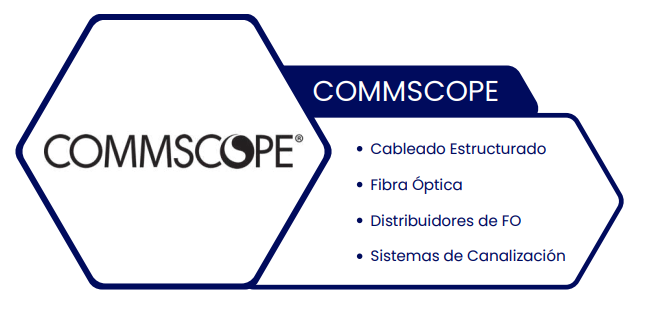 COMMSCOPE®
COMMSCOPE
• Cableado Estructurado
• Fibra Óptica
• Distribuidores de FO
• Sistemas de Canalización